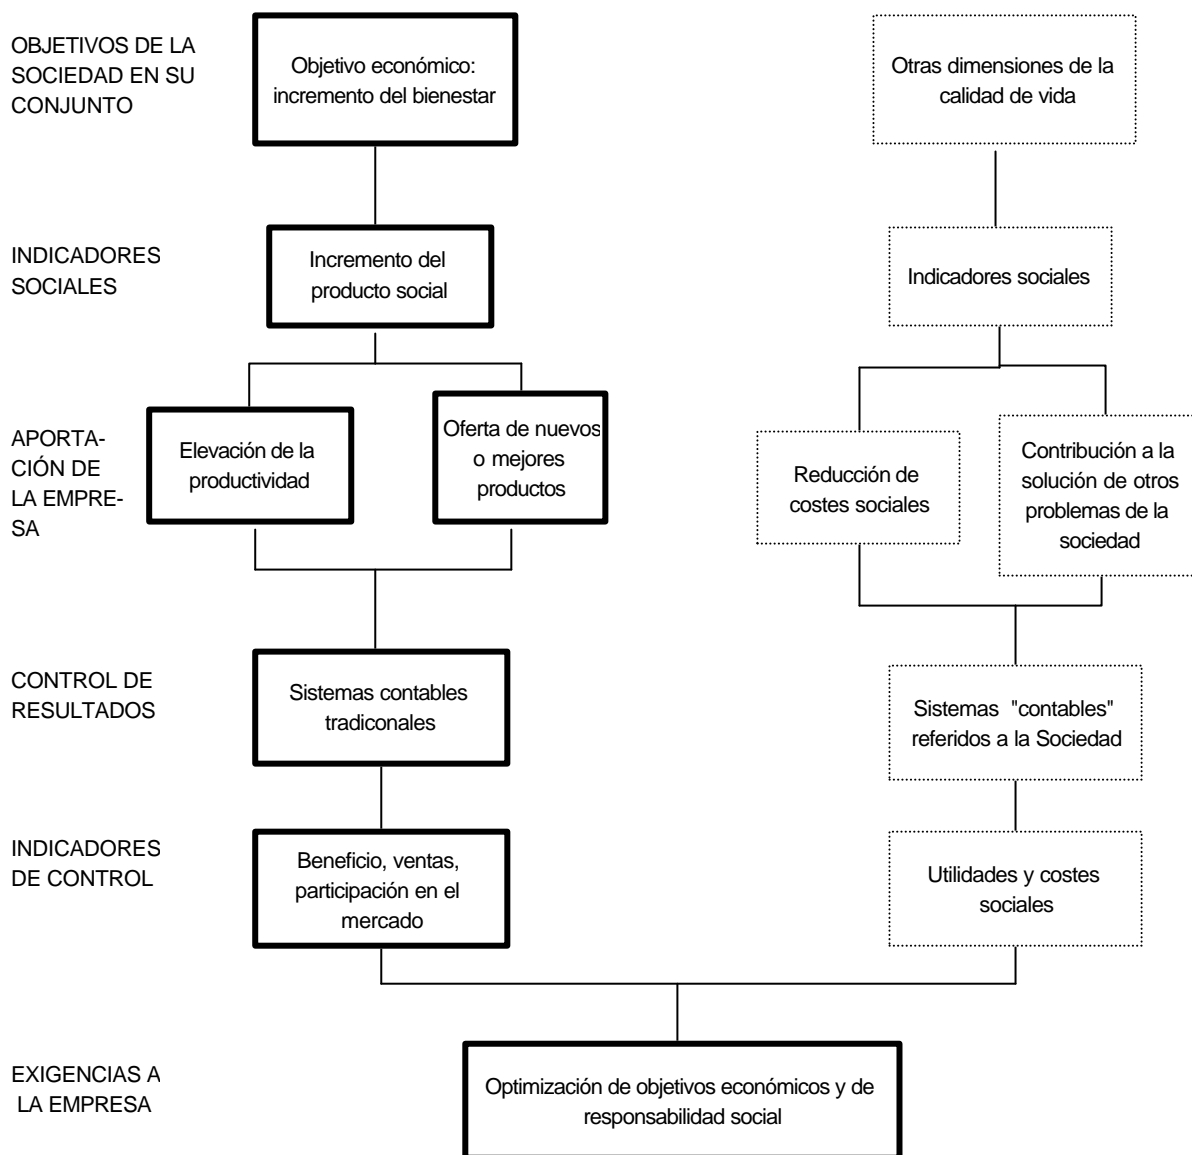 OBJETIVOS DE LA
SOCIEDAD EN SU
CONJUNTO
Objetivo económico:
incremento del bienestar
Otras dimensiones de la
calidad de vida
INDICADORES
SOCIALES
Incremento del
producto social
Indicadores sociales
APORTA-
CIÓN DE
LA EMPRE-
SA
Elevación de la
productividad
Oferta de nuevos
o mejores
productos
Reducción de
costes sociales
Contribución a la
solución de otros
problemas de la
sociedad
CONTROL DE
RESULTADOS
Sistemas contables
tradiconales
Sistemas "contables"
referidos a la Sociedad
INDICADORES
DE CONTROL
Beneficio, ventas,
participación en el
mercado
Utilidades y costes
sociales
EXIGENCIAS A
LA EMPRESA
Optimización de objetivos económicos y de
responsabilidad social